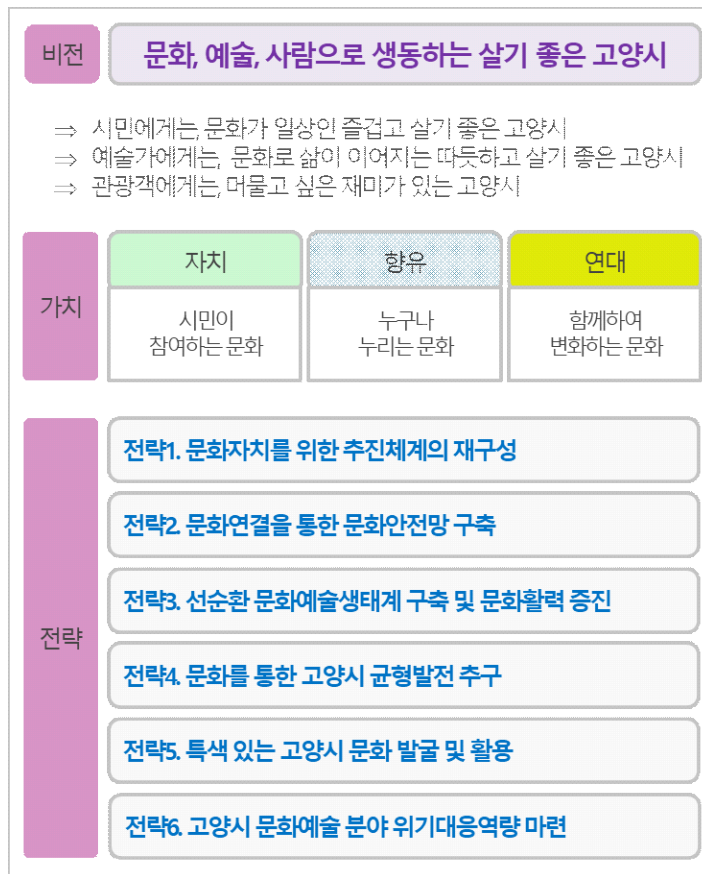 비전
문화, 예술, 사람으로 생동하는 살기 좋은 고양시
⇒ 시민에게는, 문화가 일상인 즐겁고 살기 좋은 고양시
⇒ 예술가에게는, 문화로 삶이 이어지는 따듯하고 살기 좋은 고양시
⇒ 관광객에게는, 머물고 싶은 재미가 있는 고양시
가치
자치
향유
연대
시민이
참여하는 문화
누구나
누리는 문화
함께하여
변화하는 문화
전략
전략1. 문화자치를 위한 추진체계의 재구성
전략2. 문화연결을 통한 문화안전망 구축
전략3. 선순환 문화예술생태계 구축 및 문화활력 증진
전략4. 문화를 통한 고양시 균형발전 추구
전략5. 특색 있는 고양시 문화 발굴 및 활용
전략6. 고양시 문화예술 분야 위기대응역량 마련